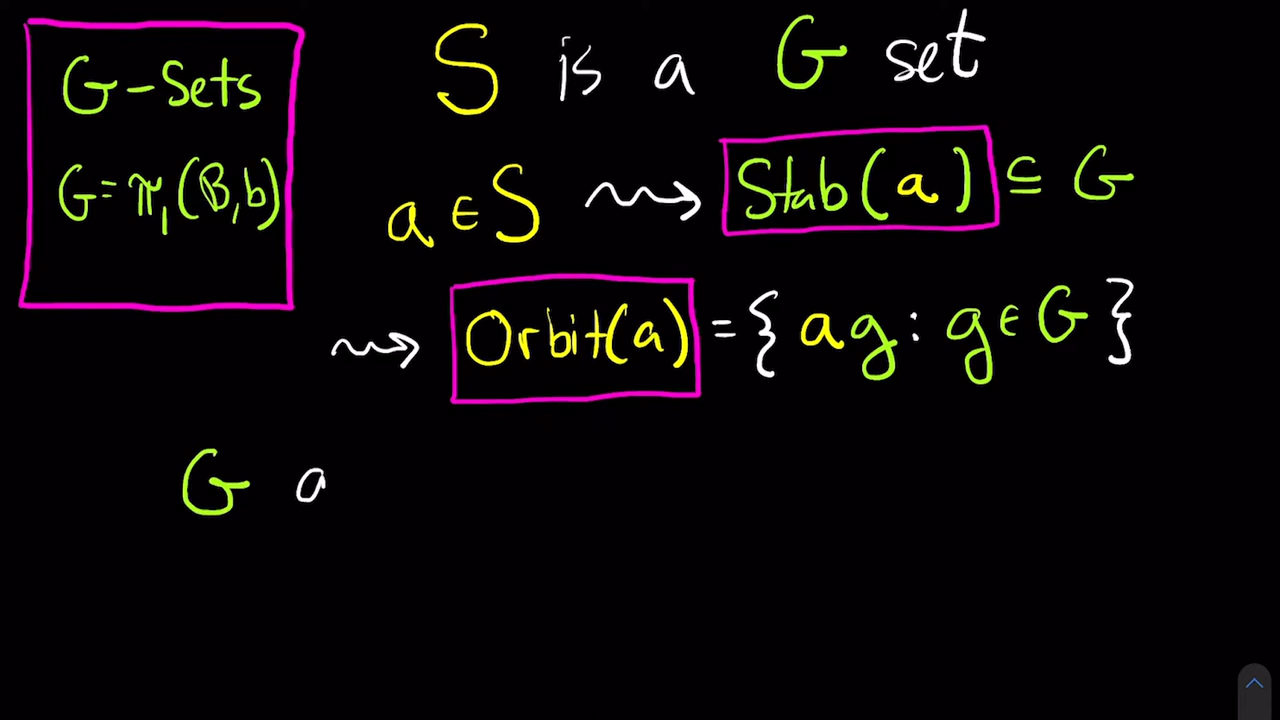 G-Sets
G = π₁(B,b)
S is a G set
a ∈ S ⇝ Stab(a) ⊆ G
⇝ Orbit(a) = { ag : g ∈ G }
G a